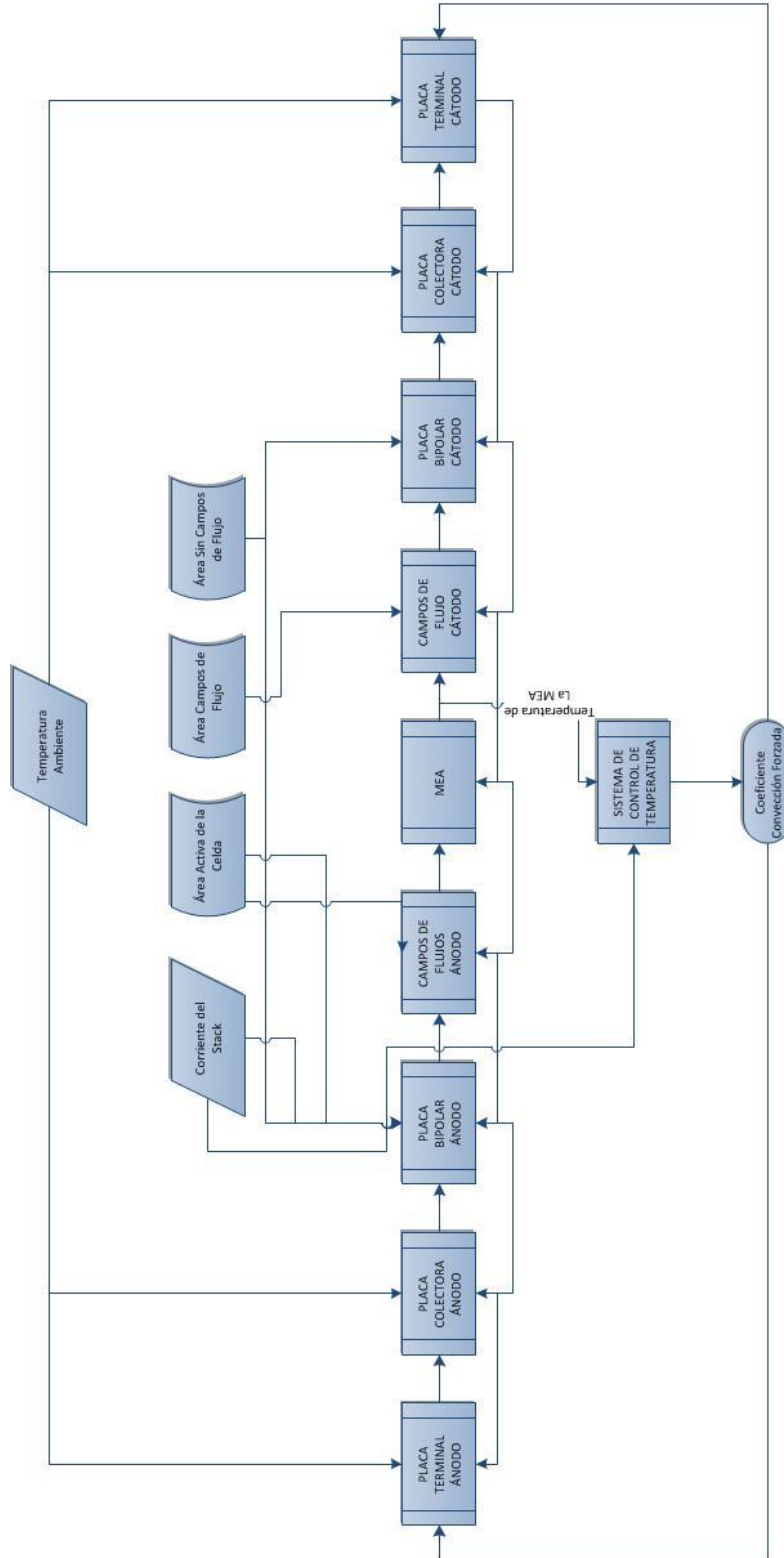 Temperatura
Ambiente
Corriente del
Stack
Área Activa de la
Celda
Área Campos de
Flujo
Área Sin Campos
de Flujo
PLACA
TERMINAL
ÁNODO
PLACA
COLECTORA
ÁNODO
PLACA
BIPOLAR
ÁNODO
CAMPOS DE
FLUJOS
ÁNODO
MEA
CAMPOS DE
FLUJO
CÁTODO
PLACA
BIPOLAR
CÁTODO
PLACA
COLECTORA
CÁTODO
PLACA
TERMINAL
CÁTODO
Temperatura de
La MEA
SISTEMA DE
CONTROL DE
TEMPERATURA
Coeficiente
Convección Forzada